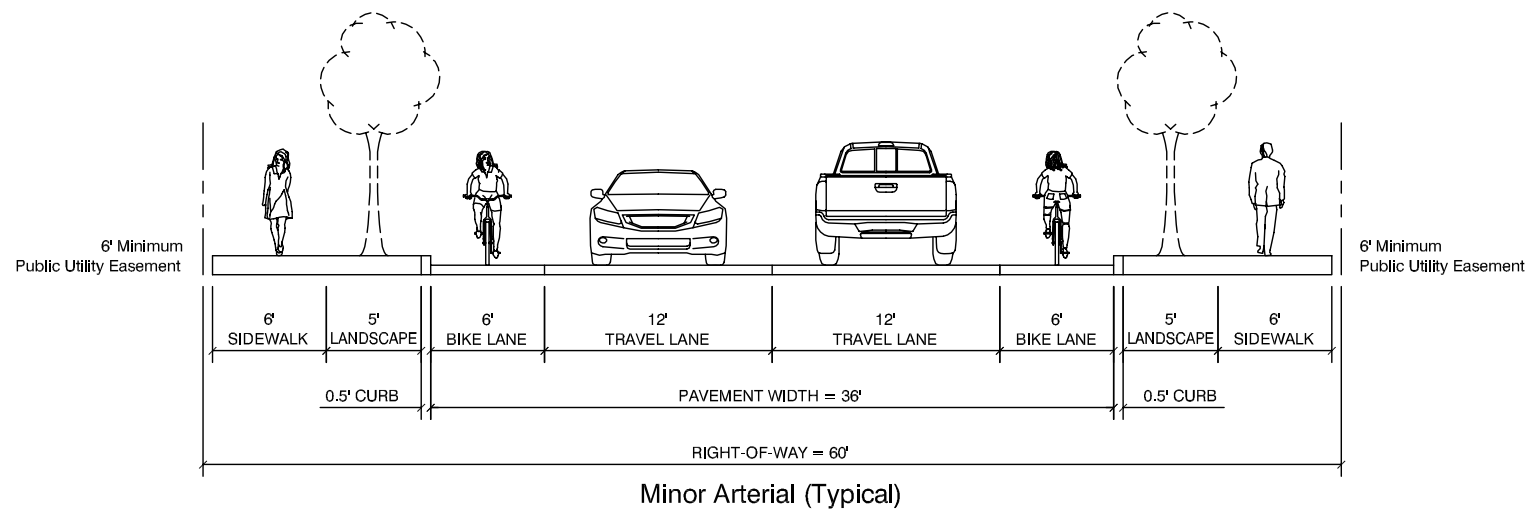 6' Minimum
Public Utility Easement
6' Minimum
Public Utility Easement
6' 5' 6' 12' 12' 6' 5' 6'
SIDEWALK LANDSCAPE BIKE LANE TRAVEL LANE TRAVEL LANE BIKE LANE LANDSCAPE SIDEWALK
0.5' CURB PAVEMENT WIDTH = 36' 0.5' CURB
RIGHT-OF-WAY = 60'
Minor Arterial (Typical)